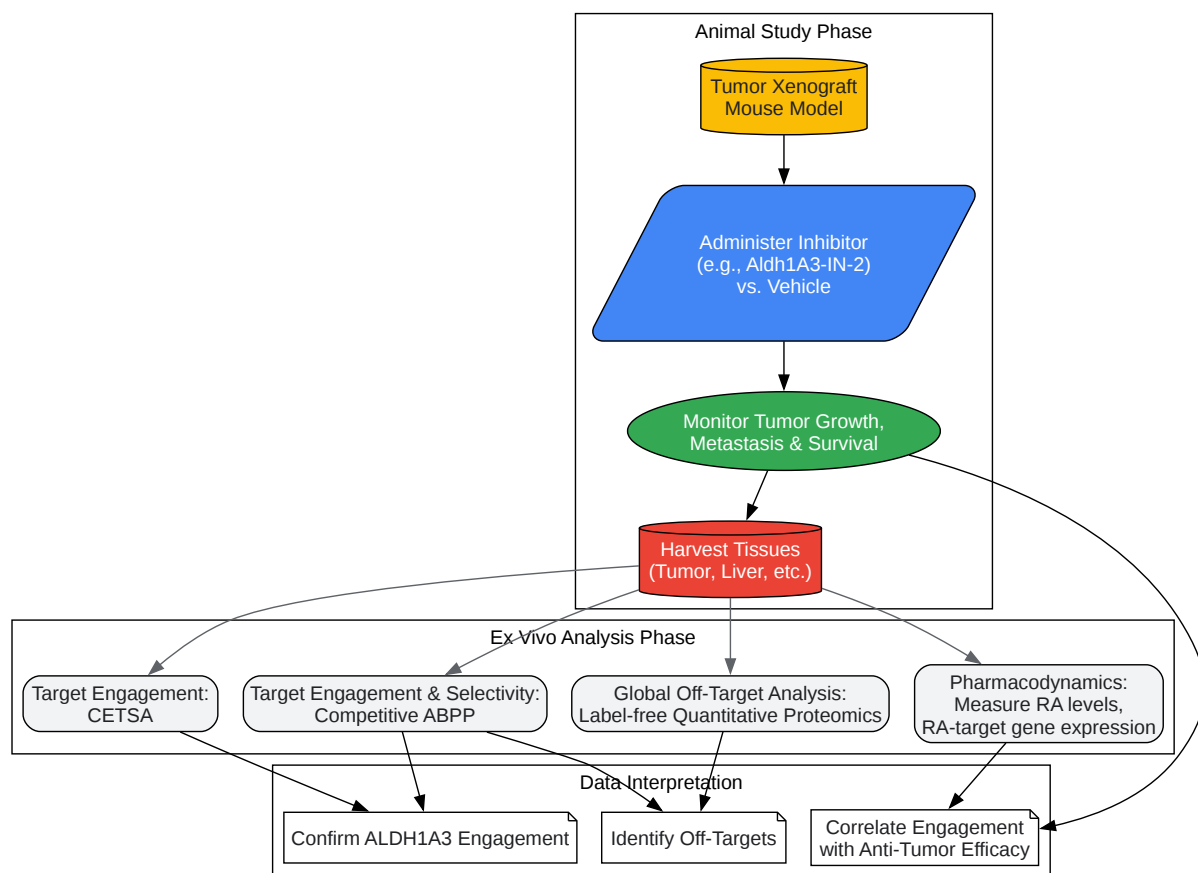 Animal Study Phase
Tumor Xenograft
Mouse Model
Administer Inhibitor
(e.g., Aldh1A3-IN-2)
vs. Vehicle
Monitor Tumor Growth,
Metastasis & Survival
Harvest Tissues
(Tumor, Liver, etc.)
Ex Vivo Analysis Phase
Target Engagement:
CETSA
Target Engagement & Selectivity:
Competitive ABPP
Global Off-Target Analysis:
Label-free Quantitative Proteomics
Pharmacodynamics:
Measure RA levels,
RA-target gene expression
Data Interpretation
Confirm ALDH1A3 Engagement
Identify Off-Targets
Correlate Engagement
with Anti-Tumor Efficacy